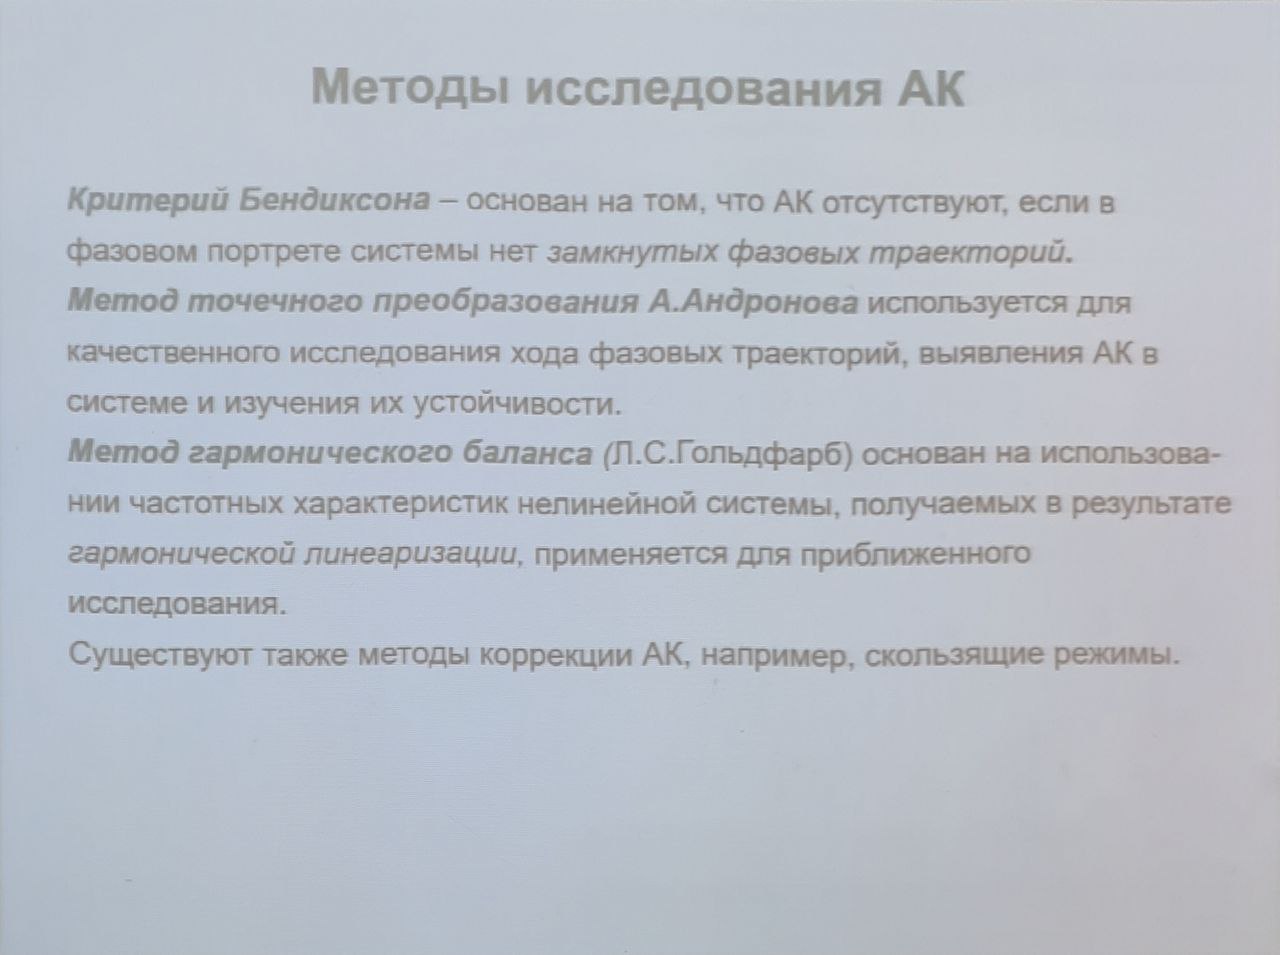 Методы исследования АК
Критерий Бендиксона – основан на том, что АК отсутствуют, если в
фазовом портрете системы нет замкнутых фазовых траекторий.
Метод точечного преобразования А.Андронова используется для
качественного исследования хода фазовых траекторий, выявления АК в
системе и изучения их устойчивости.
Метод гармонического баланса (Л.С.Гольдфарб) основан на использова-
нии частотных характеристик нелинейной системы, получаемых в результате
гармонической линеаризации, применяется для приближенного
исследования.
Существуют также методы коррекции АК, например, скользящие режимы.